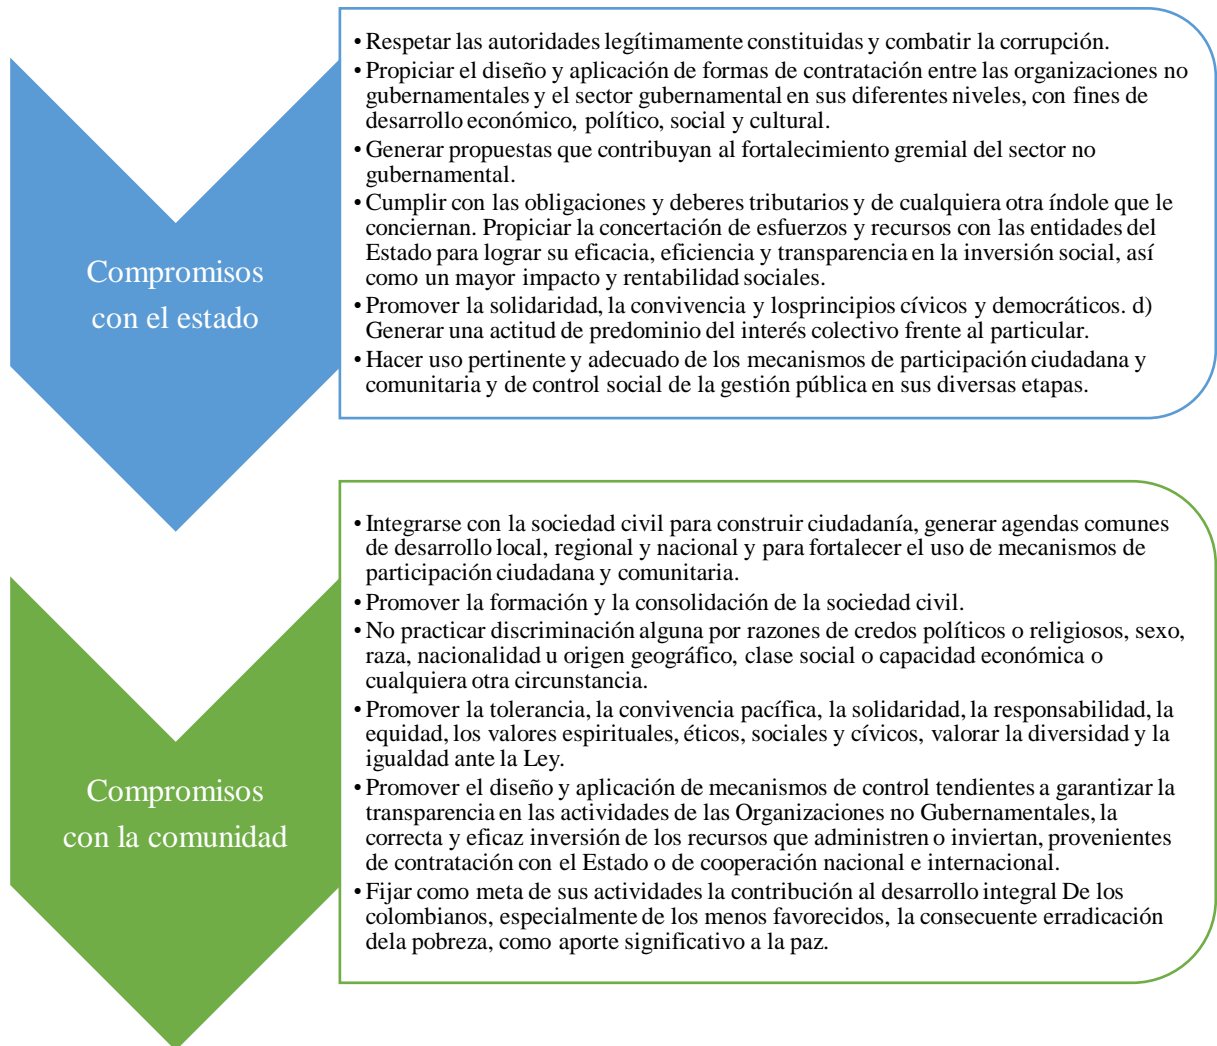 Compromisos
con el estado
• Respetar las autoridades legítimamente constituidas y combatir la corrupción.
• Propiciar el diseño y aplicación de formas de contratación entre las organizaciones no
gubernamentales y el sector gubernamental en sus diferentes niveles, con fines de
desarrollo económico, político, social y cultural.
• Generar propuestas que contribuyan al fortalecimiento gremial del sector no
gubernamental.
• Cumplir con las obligaciones y deberes tributarios y de cualquiera otra índole que le
conciernan. Propiciar la concertación de esfuerzos y recursos con las entidades del
Estado para lograr su eficacia, eficiencia y transparencia en la inversión social, así
como un mayor impacto y rentabilidad sociales.
• Promover la solidaridad, la convivencia y losprincipios cívicos y democráticos. d)
Generar una actitud de predominio del interés colectivo frente al particular.
• Hacer uso pertinente y adecuado de los mecanismos de participación ciudadana y
comunitaria y de control social de la gestión pública en sus diversas etapas.
Compromisos
con la comunidad
• Integrarse con la sociedad civil para construir ciudadanía, generar agendas comunes
de desarrollo local, regional y nacional y para fortalecer el uso de mecanismos de
participación ciudadana y comunitaria.
• Promover la formación y la consolidación de la sociedad civil.
• No practicar discriminación alguna por razones de credos políticos o religiosos, sexo,
raza, nacionalidad u origen geográfico, clase social o capacidad económica o
cualquiera otra circunstancia.
• Promover la tolerancia, la convivencia pacífica, la solidaridad, la responsabilidad, la
equidad, los valores espirituales, éticos, sociales y cívicos, valorar la diversidad y la
igualdad ante la Ley.
• Promover el diseño y aplicación de mecanismos de control tendientes a garantizar la
transparencia en las actividades de las Organizaciones no Gubernamentales, la
correcta y eficaz inversión de los recursos que administren o inviertan, provenientes
de contratación con el Estado o de cooperación nacional e internacional.
• Fijar como meta de sus actividades la contribución al desarrollo integral De los
colombianos, especialmente de los menos favorecidos, la consecuente erradicación
dela pobreza, como aporte significativo a la paz.